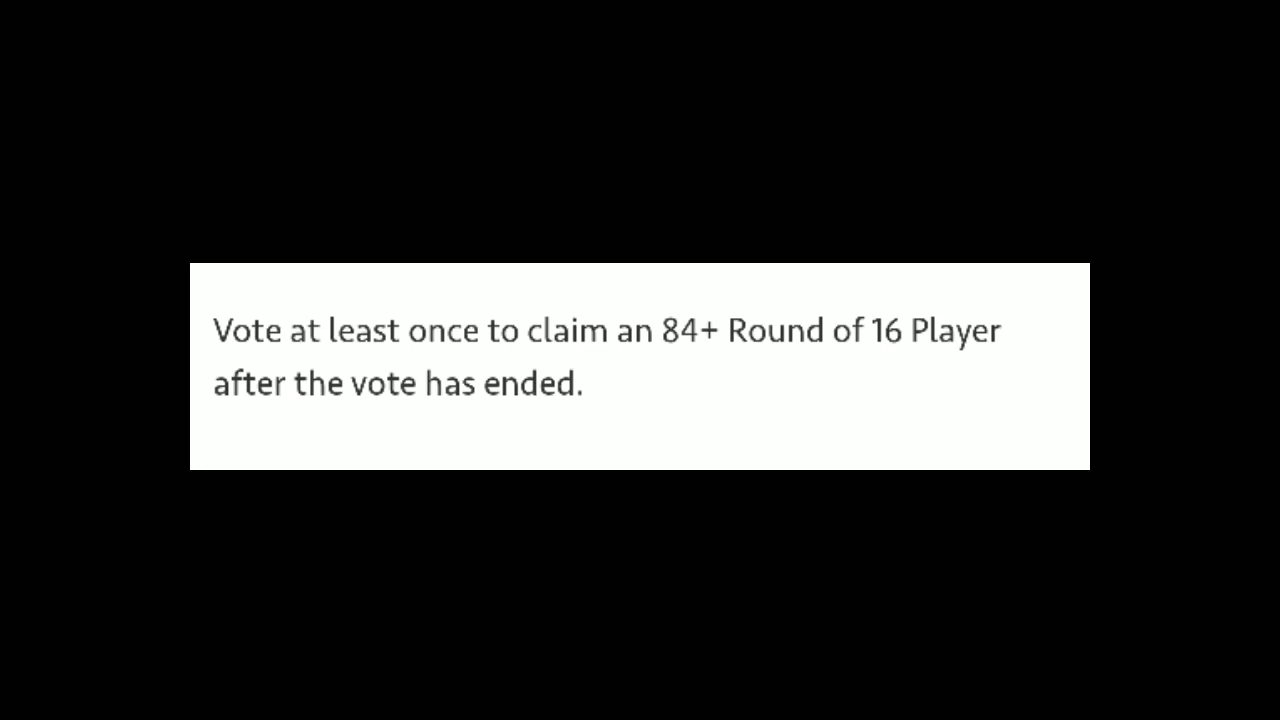 Vote at least once to claim an 84+ Round of 16 Player
after the vote has ended.